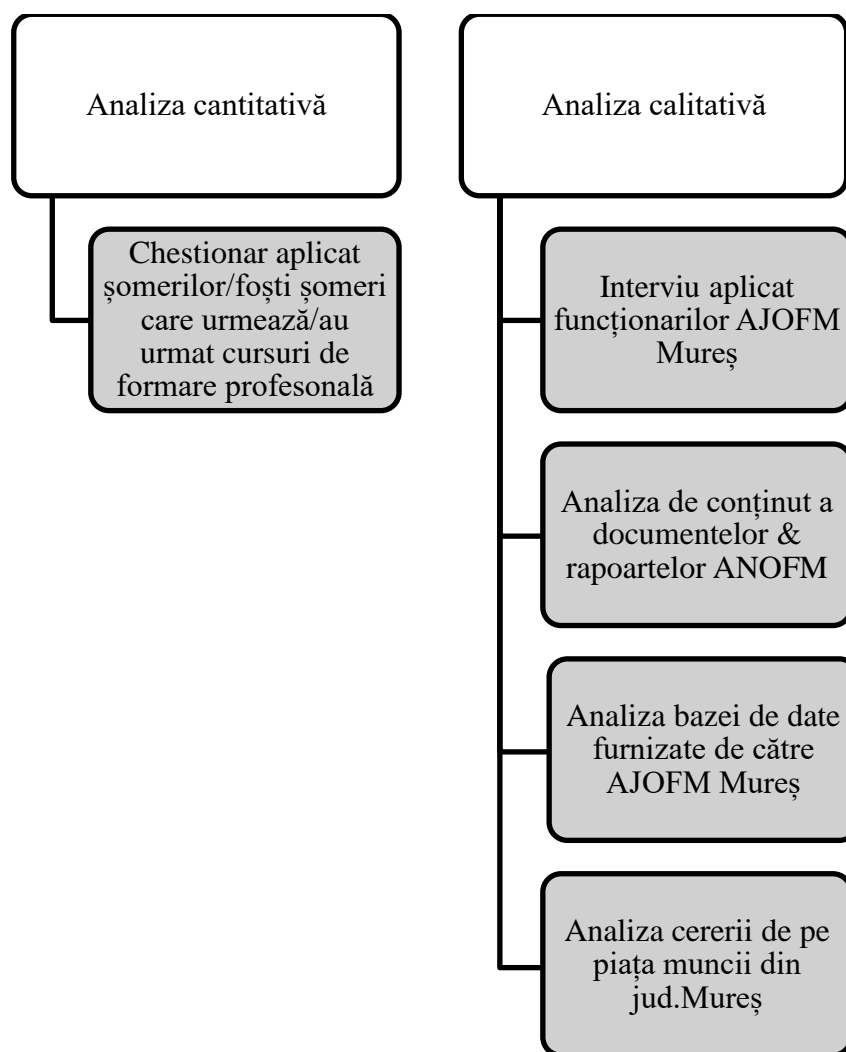 Analiza cantitativă
Chestionar aplicat
șomerilor/foști șomeri
care urmează/au
urmat cursuri de
formare profesonală
Analiza calitativă
Interviu aplicat
funcționarilor AJOFM
Mureș
Analiza de conținut a
documentelor &
rapoartelor ANOFM
Analiza bazei de date
furnizate de către
AJOFM Mureș
Analiza cererii de pe
piața muncii din
jud.Mureș